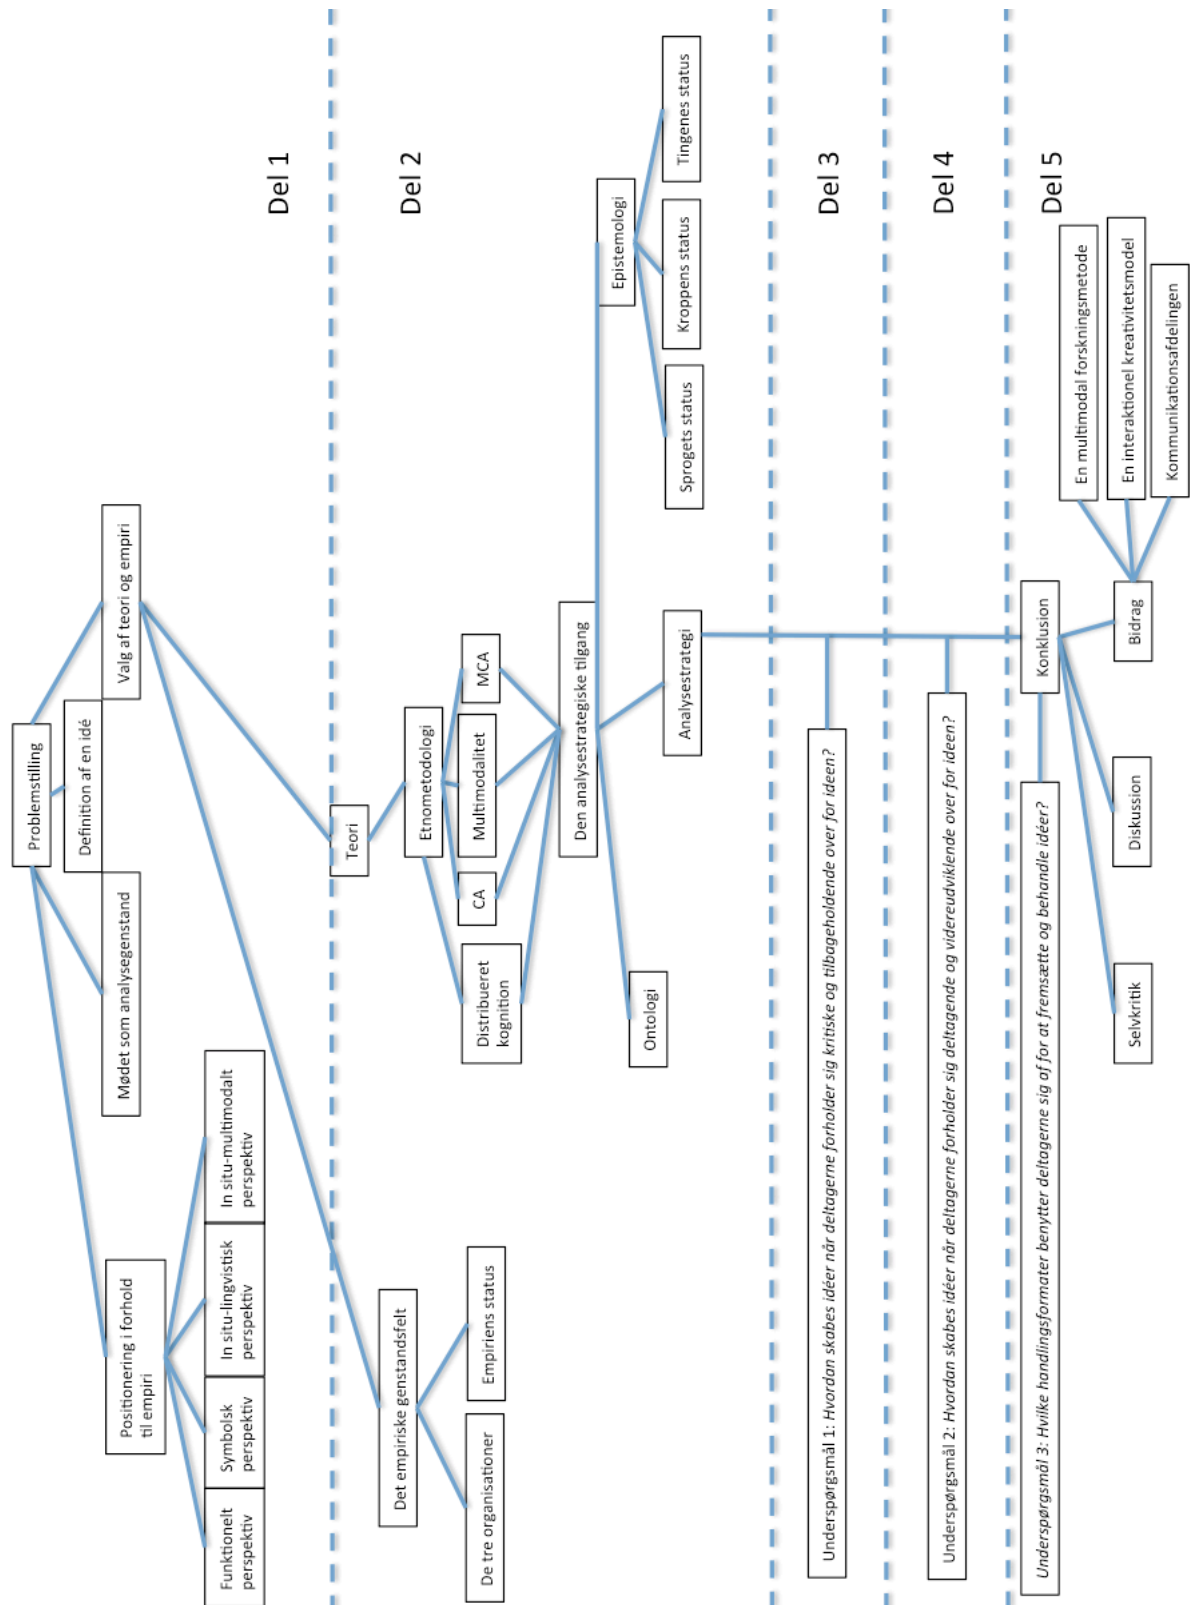 Problemstilling
Definition af en idé
Positionering i forhold
til empiri
Mødet som analysegenstand
Valg af teori og empiri
Funktionelt
perspektiv
Symbolsk
perspektiv
In situ-lingvistisk
perspektiv
In situ-multimodalt
perspektiv
Del 1
Teori
Del 2
Det empiriske genstandsfelt
Etnometodologi
De tre organisationer
Empiriens status
Distribueret
kognition
CA
Multimodalitet
MCA
Den analysestrategiske tilgang
Epistemologi
Ontologi
Analysestrategi
Sprogets status
Kroppens status
Tingenes status
Underspørgsmål 1: Hvordan skabes idéer når deltagerne forholder sig kritiske og tilbageholdende over for ideen?
Del 3
Underspørgsmål 2: Hvordan skabes idéer når deltagerne forholder sig deltagende og videreudviklende over for ideen?
Del 4
Underspørgsmål 3: Hvilke handlingsformater benytter deltagerne sig af for at fremsætte og behandle idéer?
Konklusion
Del 5
Selvkritik
Diskussion
Bidrag
En multimodal forskningsmetode
En interaktionel kreativitetsmodel
Kommunikationsafdelingen